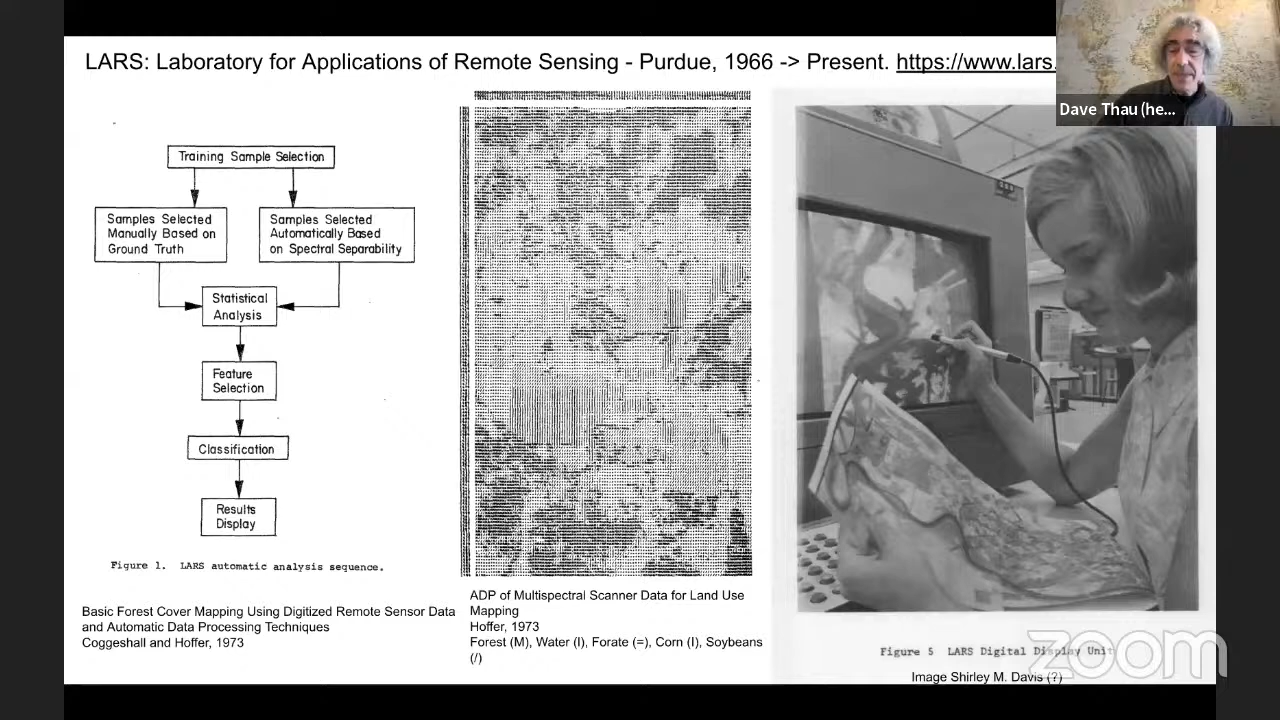 LARS: Laboratory for Applications of Remote Sensing - Purdue, 1966 -> Present. https://www.lars.
Dave Thau (he...
Training Sample Selection
Samples Selected
Manually Based on
Ground Truth
Samples Selected
Automatically Based
on Spectral Separability
Statistical
Analysis
Feature
Selection
Classification
Results
Display
Figure 1. LARS automatic analysis sequence.
Basic Forest Cover Mapping Using Digitized Remote Sensor Data
and Automatic Data Processing Techniques
Coggeshall and Hoffer, 1973
ADP of Multispectral Scanner Data for Land Use
Mapping
Hoffer, 1973
Forest (M), Water (I), Forate (=), Corn (I), Soybeans
(/)
Figure 5 LARS Digital Display Unit
Image Shirley M. Davis (?)
zoom